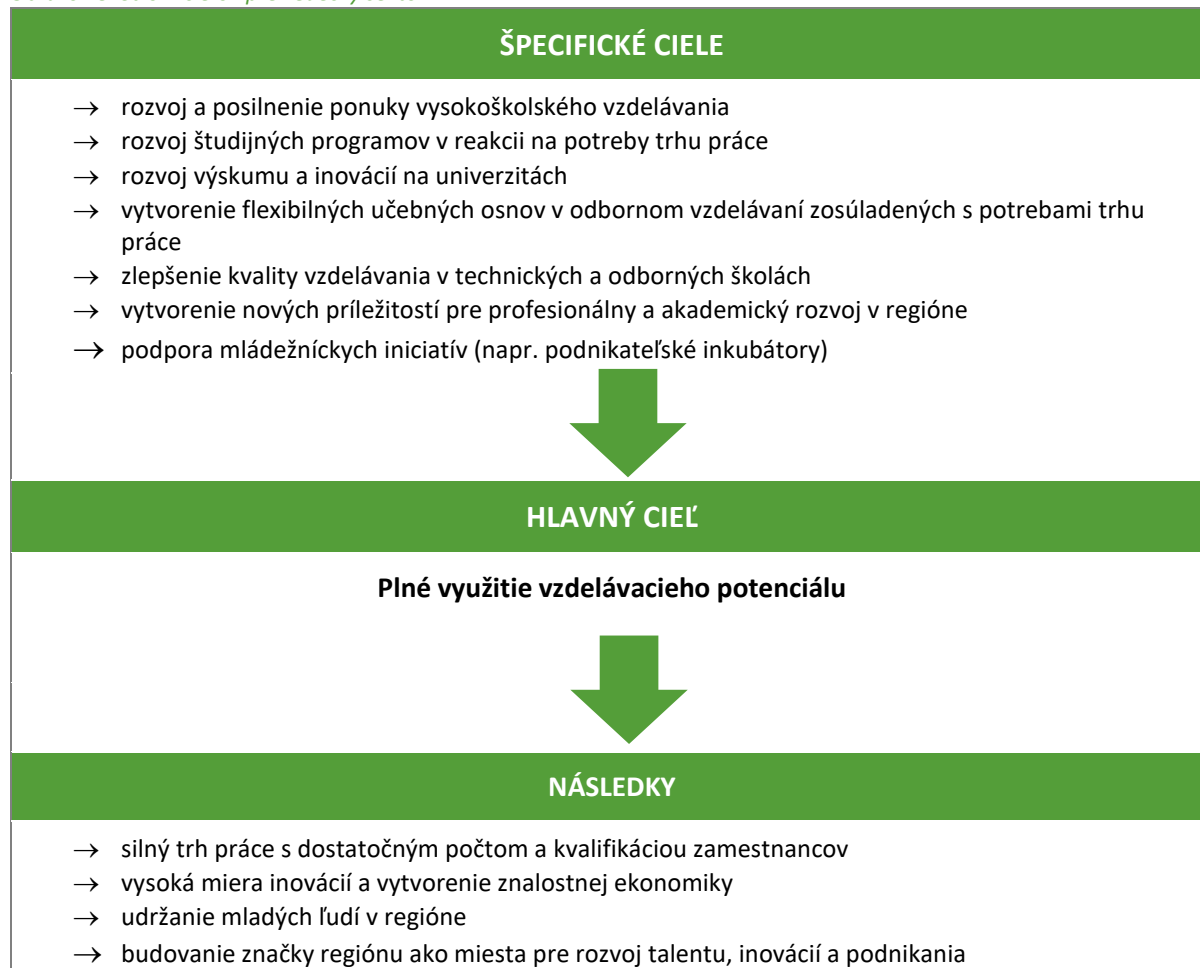 ŠPECIFICKÉ CIELE
→ rozvoj a posilnenie ponuky vysokoškolského vzdelávania
→ rozvoj študijných programov v reakcii na potreby trhu práce
→ rozvoj výskumu a inovácií na univerzitách
→ vytvorenie flexibilných učebných osnov v odbornom vzdelávaní zosúladených s potrebami trhu
práce
→ zlepšenie kvality vzdelávania v technických a odborných školách
→ vytvorenie nových príležitostí pre profesionálny a akademický rozvoj v regióne
→ podpora mládežníckych iniciatív (napr. podnikateľské inkubátory)
HLAVNÝ CIEĽ
Plné využitie vzdelávacieho potenciálu
NÁSLEDKY
→ silný trh práce s dostatočným počtom a kvalifikáciou zamestnancov
→ vysoká miera inovácií a vytvorenie znalostnej ekonomiky
→ udržanie mladých ľudí v regióne
→ budovanie značky regiónu ako miesta pre rozvoj talentu, inovácií a podnikania